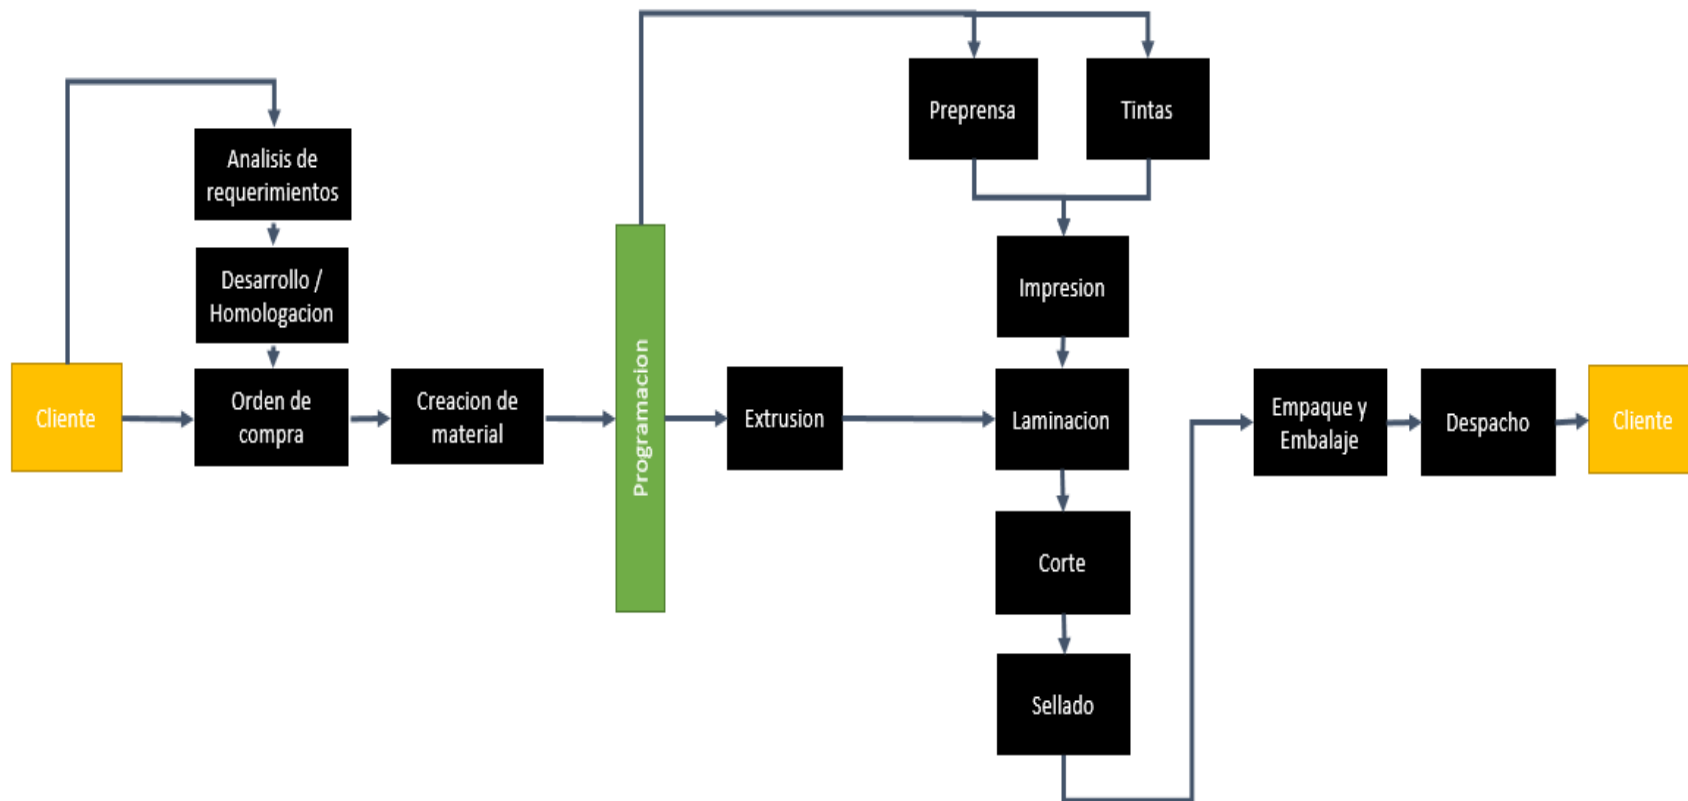 Preprensa
Tintas
Analisis de
requerimientos
Desarrollo /
Homologacion
Impresion
Cliente
Orden de
compra
Creacion de
material
Programacion
Extrusion
Laminacion
Empaque y
Embalaje
Despacho
Cliente
Corte
Sellado